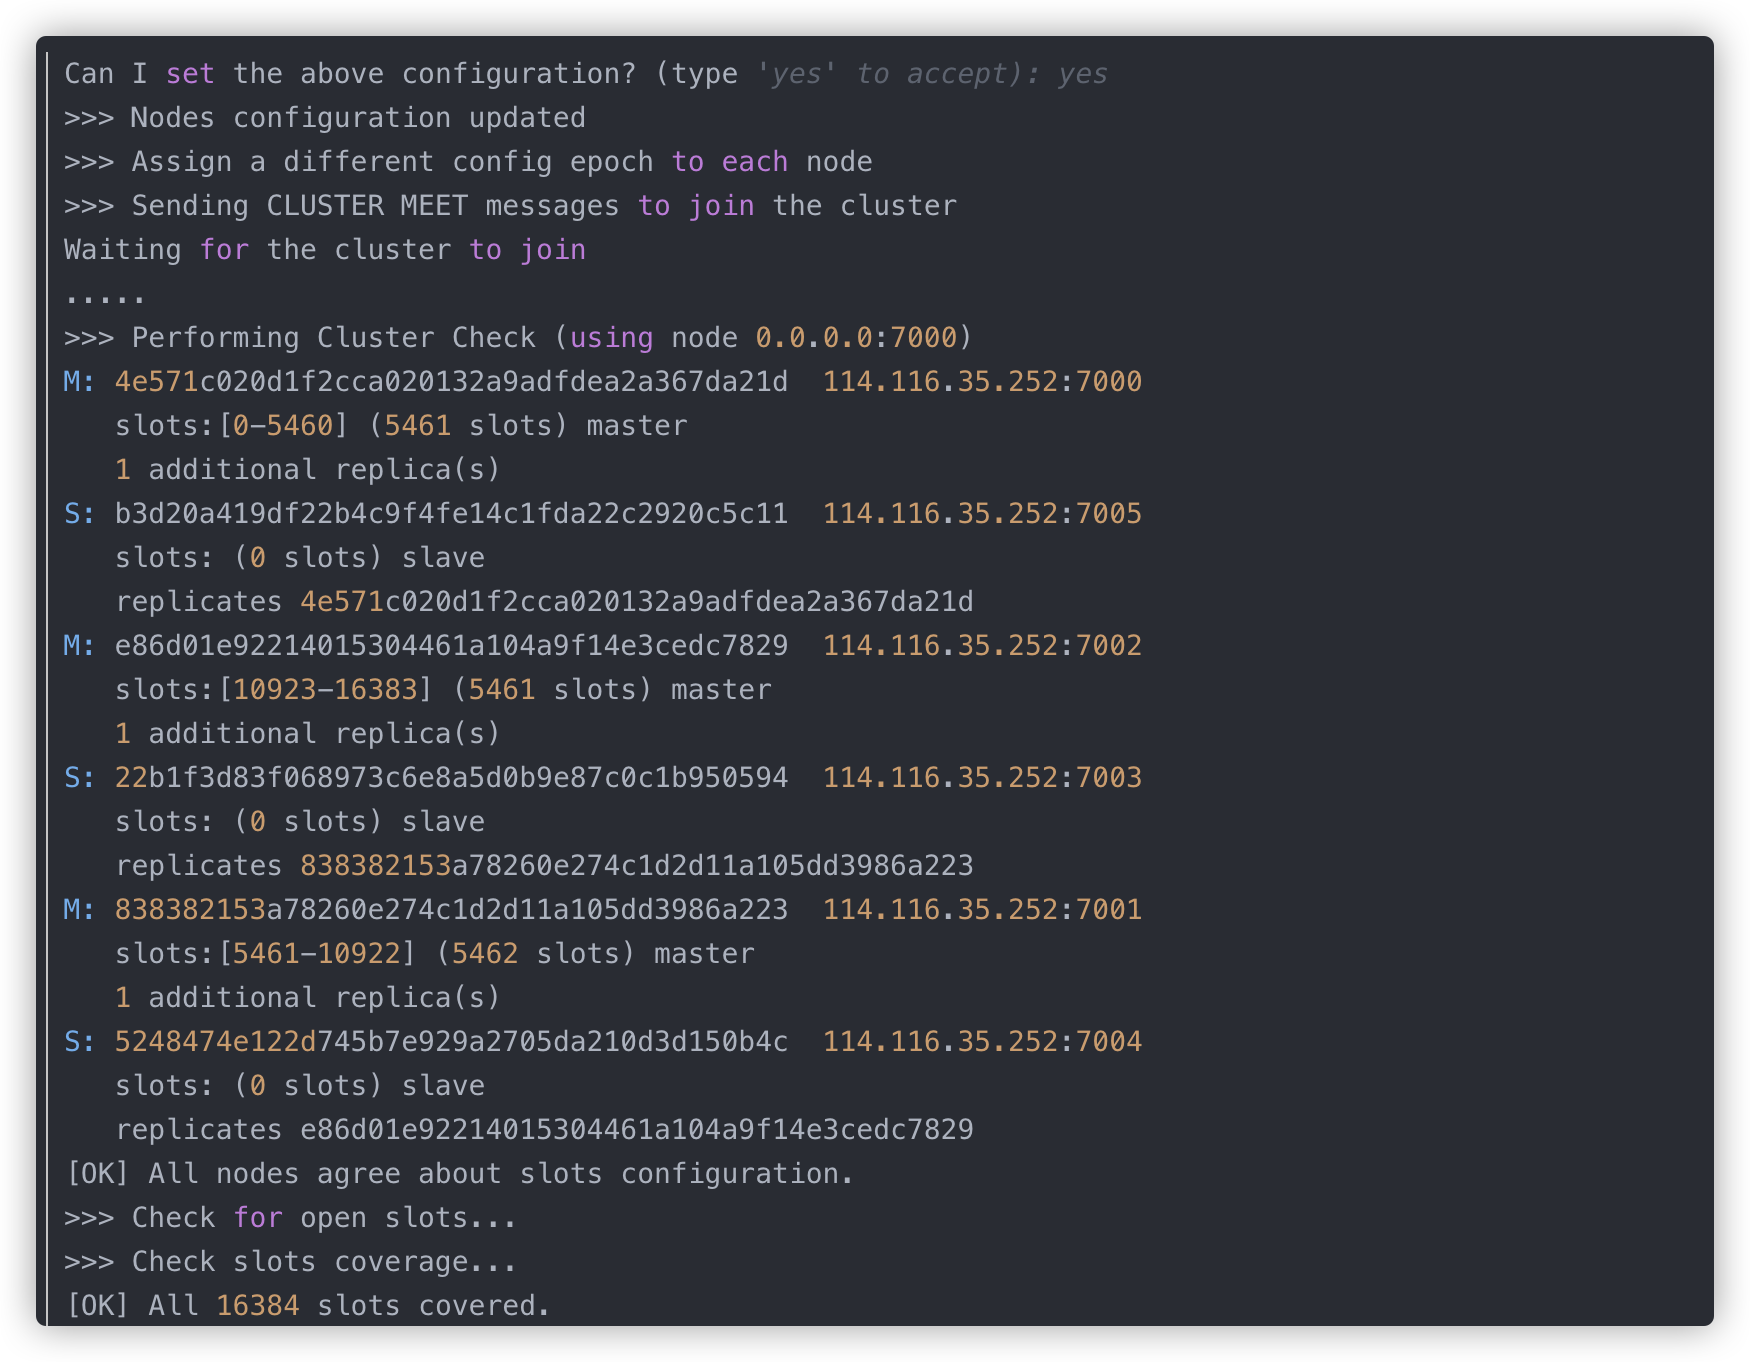 Can I set the above configuration? (type 'yes' to accept): yes
>>> Nodes configuration updated
>>> Assign a different config epoch to each node
>>> Sending CLUSTER MEET messages to join the cluster
Waiting for the cluster to join
.....
>>> Performing Cluster Check (using node 0.0.0.0:7000)
M: 4e571c020d1f2cca020132a9adfdea2a367da21d  114.116.35.252:7000
   slots:[0-5460] (5461 slots) master
   1 additional replica(s)
S: b3d20a419df22b4c9f4fe14c1fda22c2920c5c11  114.116.35.252:7005
   slots: (0 slots) slave
   replicates 4e571c020d1f2cca020132a9adfdea2a367da21d
M: e86d01e92214015304461a104a9f14e3cedc7829  114.116.35.252:7002
   slots:[10923-16383] (5461 slots) master
   1 additional replica(s)
S: 22b1f3d83f068973c6e8a5d0b9e87c0c1b950594  114.116.35.252:7003
   slots: (0 slots) slave
   replicates 838382153a78260e274c1d2d11a105dd3986a223
M: 838382153a78260e274c1d2d11a105dd3986a223  114.116.35.252:7001
   slots:[5461-10922] (5462 slots) master
   1 additional replica(s)
S: 5248474e122d745b7e929a2705da210d3d150b4c  114.116.35.252:7004
   slots: (0 slots) slave
   replicates e86d01e92214015304461a104a9f14e3cedc7829
[OK] All nodes agree about slots configuration.
>>> Check for open slots...
>>> Check slots coverage...
[OK] All 16384 slots covered.